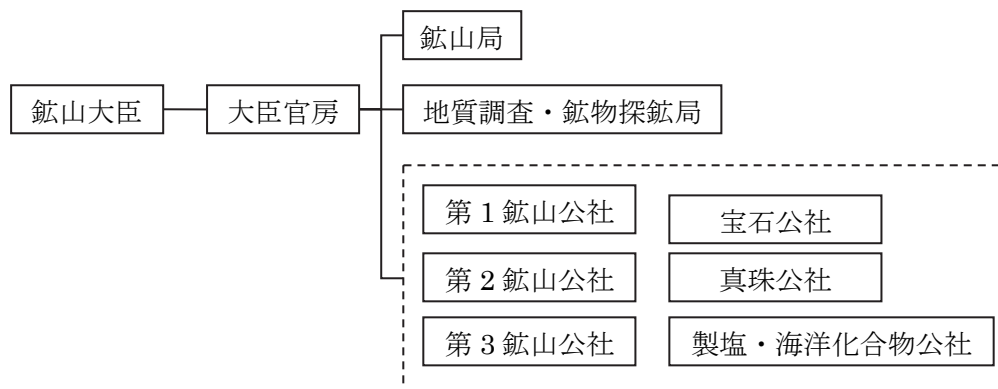 鉱山局
鉱山大臣
大臣官房
地質調査・鉱物探鉱局
第 1 鉱山公社
宝石公社
第 2 鉱山公社
真珠公社
第 3 鉱山公社
製塩・海洋化合物公社